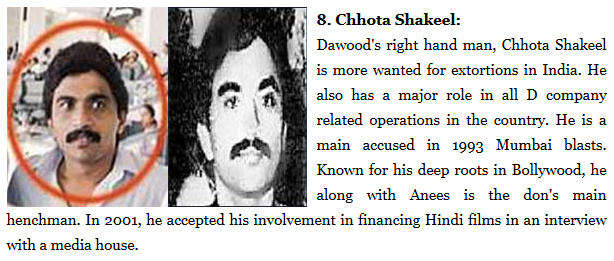 8. Chhota Shakeel:
Dawood's right hand man, Chhota Shakeel
is more wanted for extortions in India. He
also has a major role in all D company
related operations in the country. He is a
main accused in 1993 Mumbai blasts.
Known for his deep roots in Bollywood, he
along with Anees is the don's main
henchman. In 2001, he accepted his involvement in financing Hindi films in an interview
with a media house.